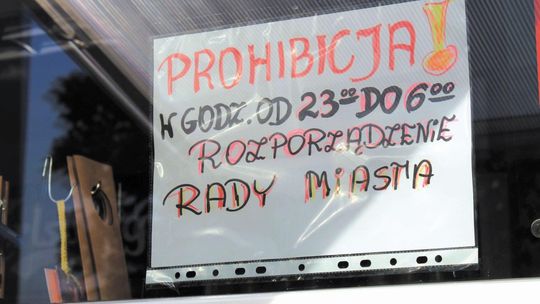 PROHIBICJA!
W GODZ. OD 23⁰⁰ DO 6⁰⁰
ROZPORZĄDZENIE
RADY MIASTA